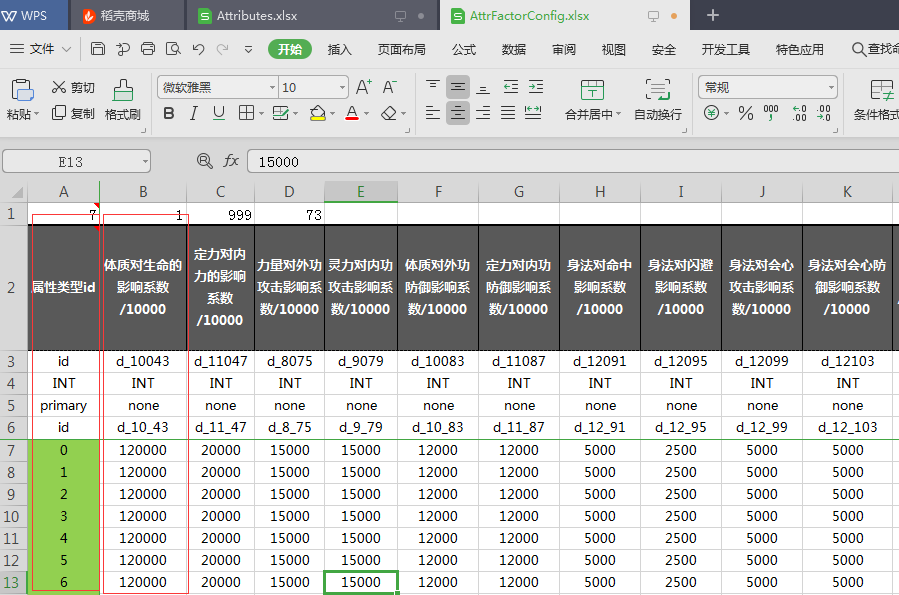 WPS 稻壳商城 Attributes.xlsx AttrFactorConfig.xlsx
文件 开始 插入 页面布局 公式 数据 审阅 视图 安全 开发工具 特色应用
粘贴 剪切 复制 格式刷 微软雅黑 10 合并居中 自动换行 常规
E13 fx 15000
A B C D E F G H I J K
1 7 1 999 73
2 属性类型id 体质对生命的影响系数/10000 定力对内力的影响系数/10000 力量对外功攻击影响系数/10000 灵力对内功攻击影响系数/10000 体质对外功防御影响系数/10000 定力对内功防御影响系数/10000 身法对命中影响系数/10000 身法对闪避影响系数/10000 身法对会心攻击影响系数/10000 身法对会心防御影响系数/10000
3 id d_10043 d_11047 d_8075 d_9079 d_10083 d_11087 d_12091 d_12095 d_12099 d_12103
4 INT INT INT INT INT INT INT INT INT INT INT
5 primary none none none none none none none none none none
6 id d_10_43 d_11_47 d_8_75 d_9_79 d_10_83 d_11_87 d_12_91 d_12_95 d_12_99 d_12_103
7 0 120000 20000 15000 15000 12000 12000 5000 2500 5000 5000
8 1 120000 20000 15000 15000 12000 12000 5000 2500 5000 5000
9 2 120000 20000 15000 15000 12000 12000 5000 2500 5000 5000
10 3 120000 20000 15000 15000 12000 12000 5000 2500 5000 5000
11 4 120000 20000 15000 15000 12000 12000 5000 2500 5000 5000
12 5 120000 20000 15000 15000 12000 12000 5000 2500 5000 5000
13 6 120000 20000 15000 15000 12000 12000 5000 2500 5000 5000